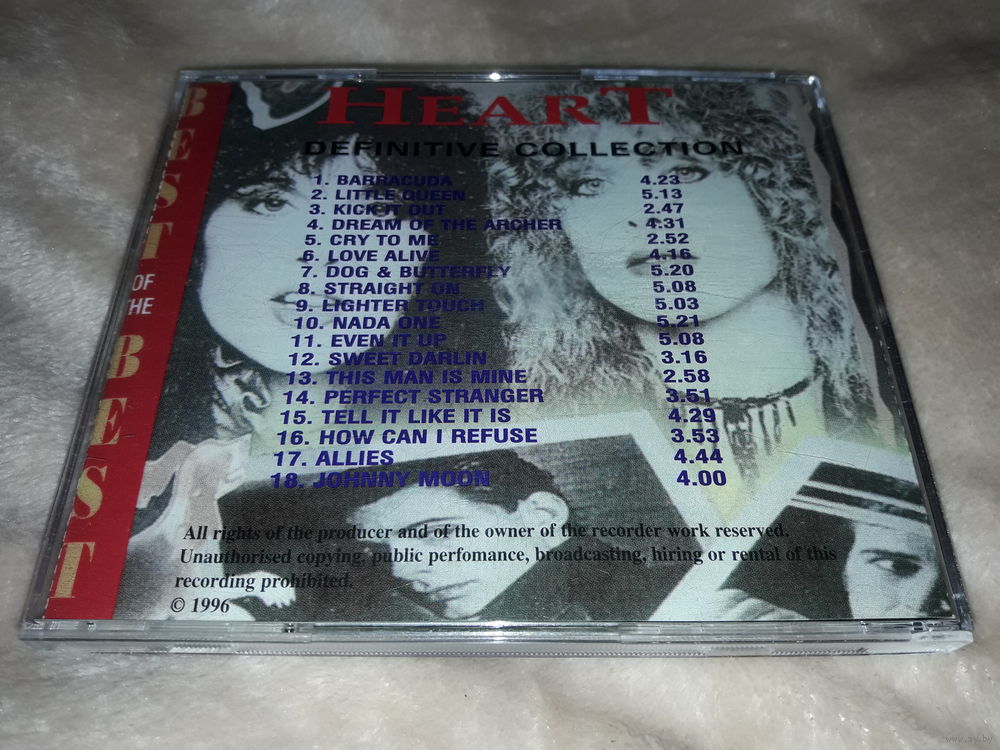 BEST OF THE BEST
HEART
DEFINITIVE COLLECTION
1. BARRACUDA 4.23
2. LITTLE QUEEN 5.13
3. KICK IT OUT 2.47
4. DREAM OF THE ARCHER 4.31
5. CRY TO ME 2.52
6. LOVE ALIVE 4.16
7. DOG & BUTTERFLY 5.20
8. STRAIGHT ON 5.08
9. LIGHTER TOUCH 5.03
10. NADA ONE 5.21
11. EVEN IT UP 5.08
12. SWEET DARLIN 3.16
13. THIS MAN IS MINE 2.58
14. PERFECT STRANGER 3.51
15. TELL IT LIKE IT IS 4.29
16. HOW CAN I REFUSE 3.53
17. ALLIES 4.44
18. JOHNNY MOON 4.00
All rights of the producer and of the owner of the recorder work reserved.
Unauthorised copying, public perfomance, broadcasting, hiring or rental of this
recording prohibited.
© 1996
www.ay.by